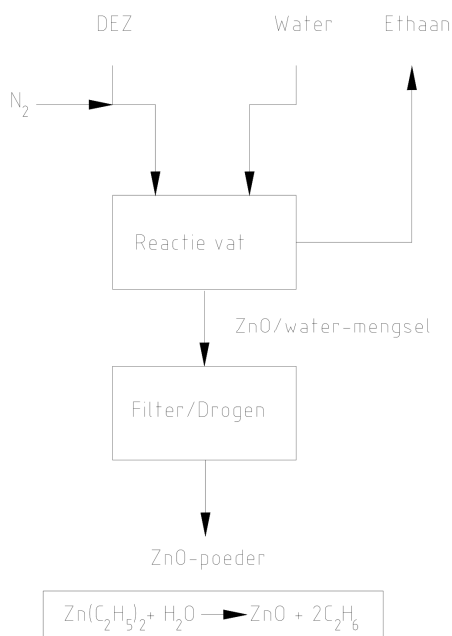 DEZ Water Ethaan
N2
Reactie vat
ZnO/water-mengsel
Filter/Drogen
ZnO-poeder
Zn(C2H5)2+ H2O → ZnO + 2C2H6